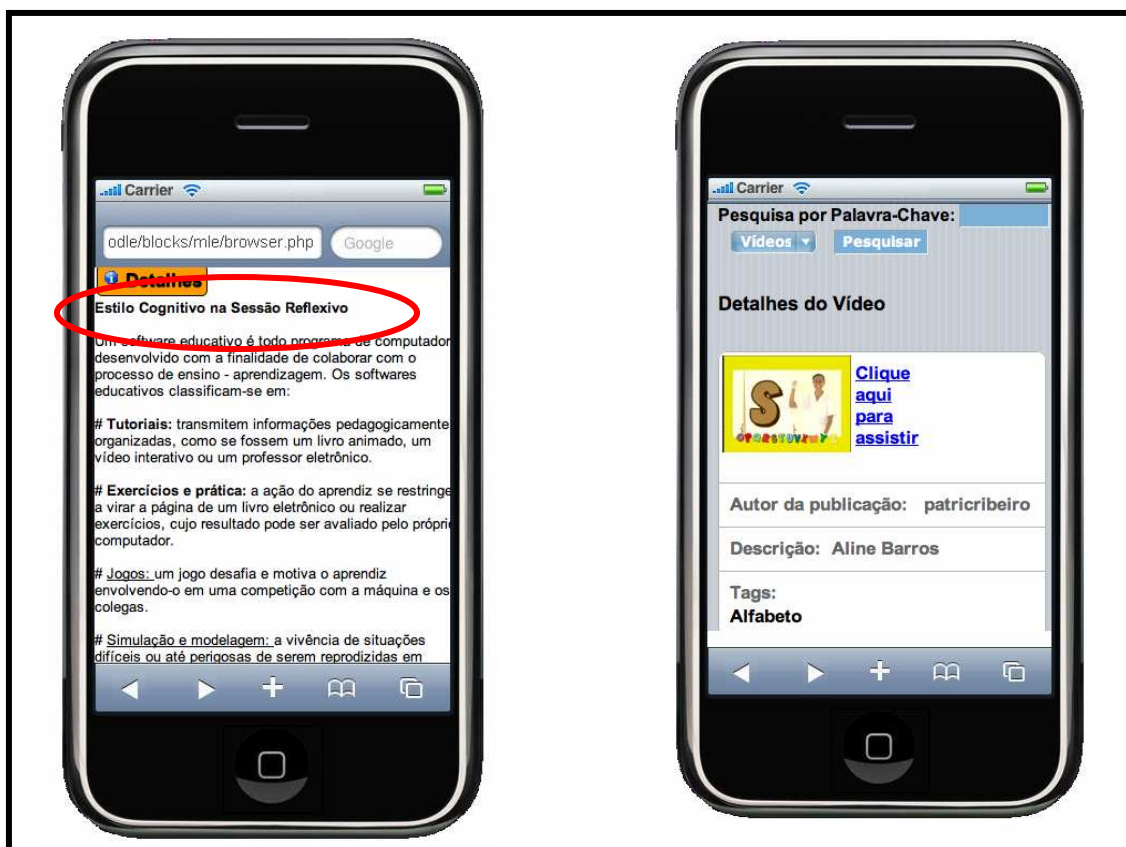 Carrier
odle/blocks/mle/browser.php Google
Detalhes
Estilo Cognitivo na Sessão Reflexivo
Um software educativo é todo programa de computador
desenvolvido com a finalidade de colaborar com o
processo de ensino - aprendizagem. Os softwares
educativos classificam-se em:
# Tutoriais: transmitem informações pedagogicamente
organizadas, como se fossem um livro animado, um
vídeo interativo ou um professor eletrônico.
# Exercícios e prática: a ação do aprendiz se restringe
a virar a página de um livro eletrônico ou realizar
exercícios, cujo resultado pode ser avaliado pelo própri
computador.
# Jogos: um jogo desafia e motiva o aprendiz
envolvendo-o em uma competição com a máquina e os
colegas.
# Simulação e modelagem: a vivência de situações
difíceis ou até perigosas de serem reprodizidas em
Carrier
Pesquisa por Palavra-Chave:
Vídeos Pesquisar
Detalhes do Vídeo
S
Clique
aqui
para
assistir
Autor da publicação: patricribeiro
Descrição: Aline Barros
Tags:
Alfabeto